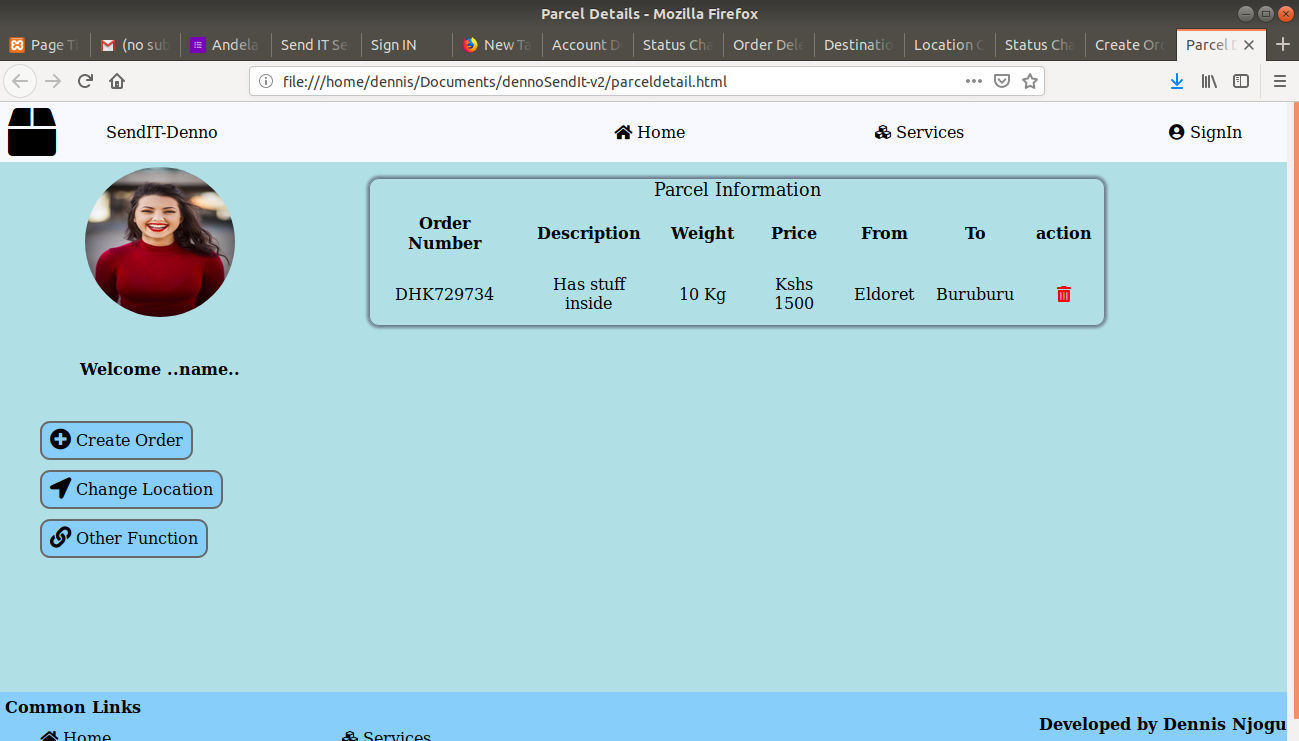 Parcel Details - Mozilla Firefox
Page Ti
(no sub
Andela
Send IT Se
Sign IN
New Ta
Account D
Status Cha
Order Dele
Destinatio
Location C
Status Cha
Create Ord
Parcel D
file:///home/dennis/Documents/dennoSendIt-v2/parceldetail.html
SendIT-Denno
Home
Services
SignIn
Parcel Information
Order Number Description Weight Price From To action
DHK729734 Has stuff inside 10 Kg Kshs 1500 Eldoret Buruburu
Welcome ..name..
Create Order
Change Location
Other Function
Common Links
Home
Services
Developed by Dennis Njogu